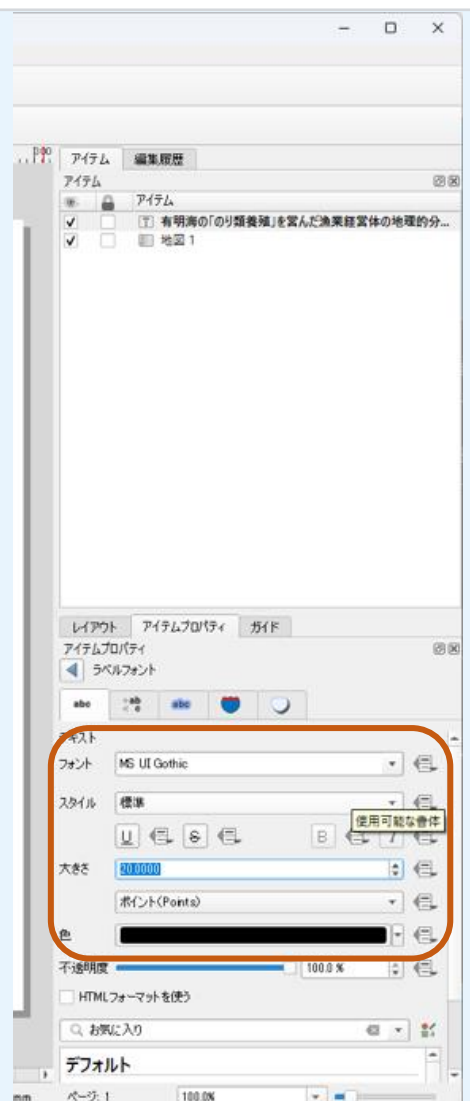 アイテム 編集履歴
アイテム
アイテム
有明海の「のり類養殖」を営んだ漁業経営体の地理的分...
地図 1
レイアウト アイテムプロパティ ガイド
アイテムプロパティ
ラベルフォント
abc ab abc
テキスト
フォント MS UI Gothic
スタイル 標準
使用可能な書体
U S B I
大きさ 20.0000
ポイント(Points)
色
不透明度 100.0 %
HTMLフォーマットを使う
お気に入り
デフォルト
mm ページ: 1 100.0%